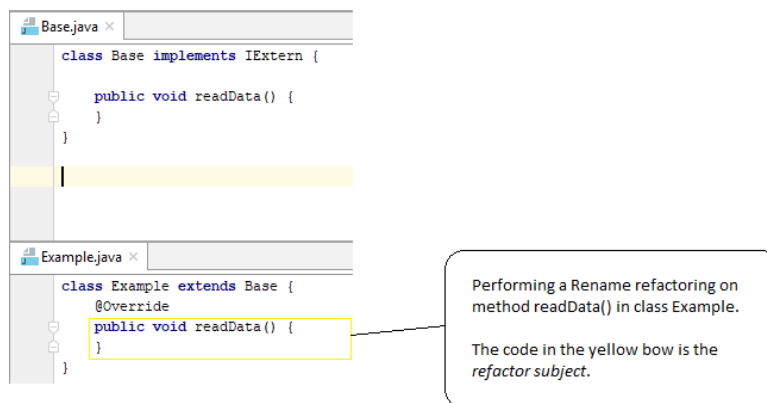 Base.java
class Base implements IExtern {
public void readData() {
}
}
Example.java
class Example extends Base {
@Override
public void readData() {
}
}
Performing a Rename refactoring on
method readData() in class Example.
The code in the yellow bow is the
refactor subject.